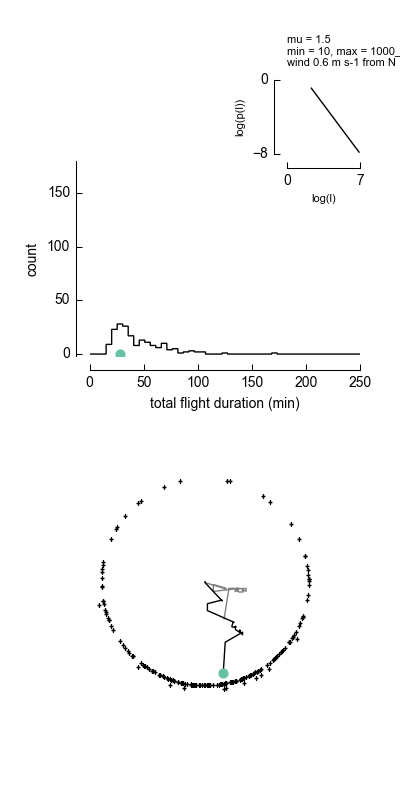 mu = 1.5
min = 10, max = 1000_
wind 0.6 m s-1 from N
0
log(p(l))
−8
0 7
log(l)
150
count
100
50
0
0 50 100 150 200 250
total flight duration (min)